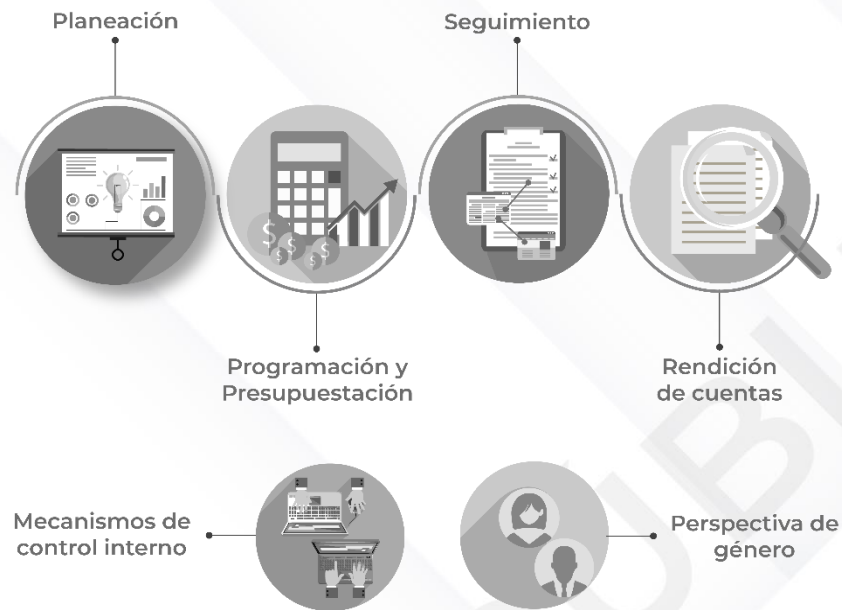 Planeación
Seguimiento
Programación y
Presupuestación
Rendición
de cuentas
Mecanismos de
control interno
Perspectiva de
género